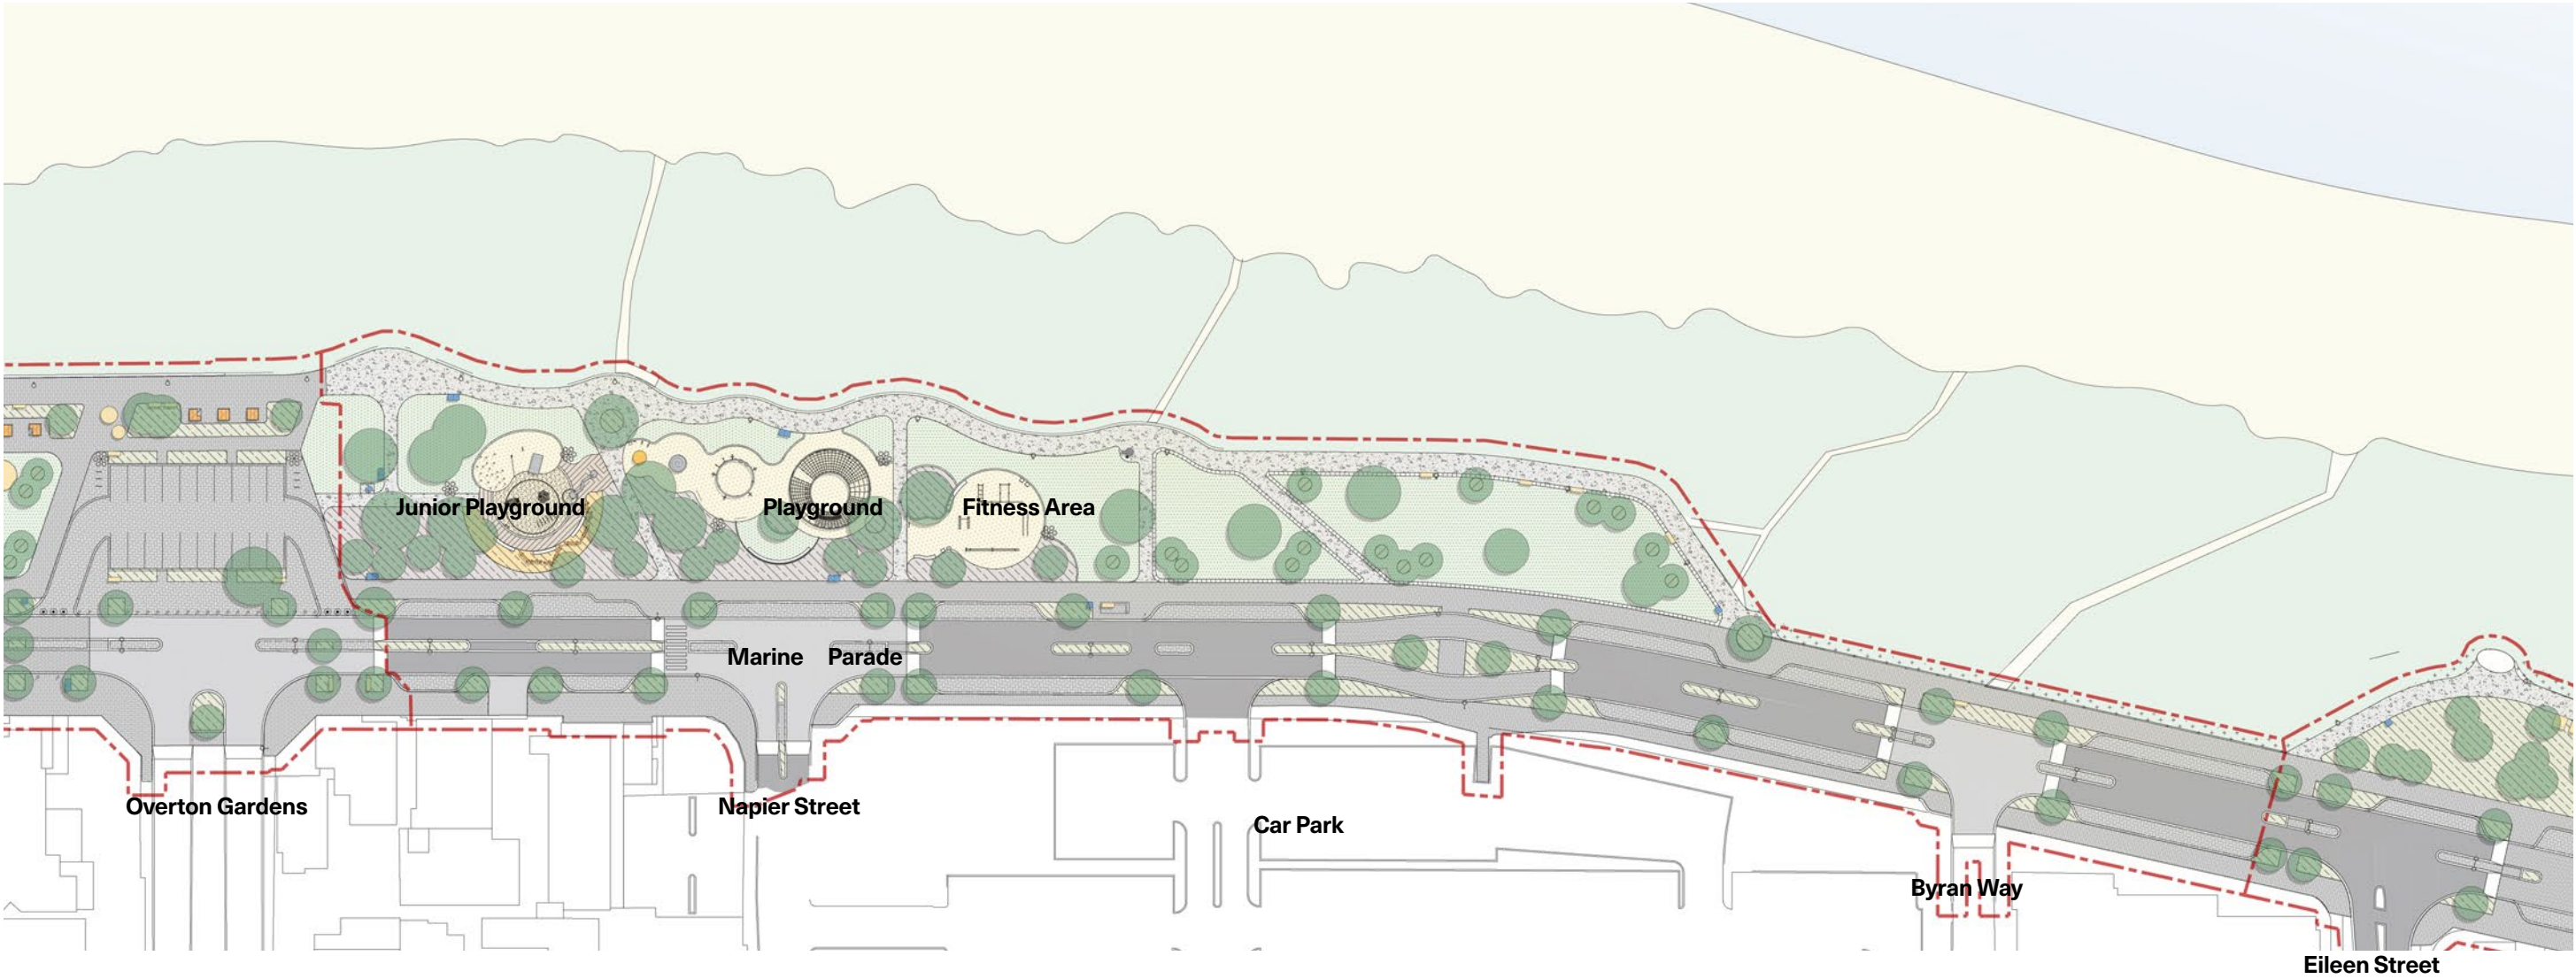 Junior Playground
Playground
Fitness Area
Marine Parade
Overton Gardens
Napier Street
Car Park
Byran Way
Eileen Street